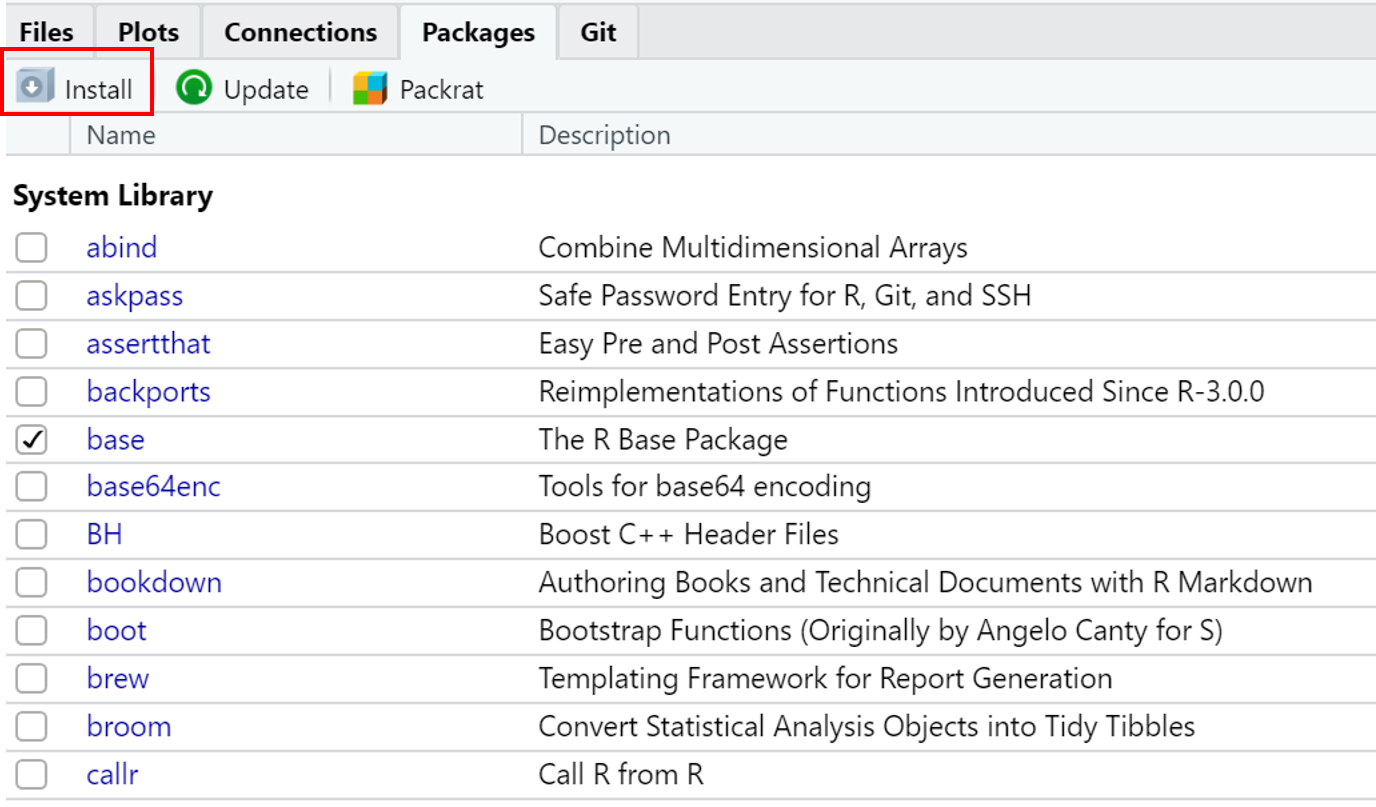 Files Plots Connections Packages Git
Install Update Packrat
Name Description
System Library
abind Combine Multidimensional Arrays
askpass Safe Password Entry for R, Git, and SSH
assertthat Easy Pre and Post Assertions
backports Reimplementations of Functions Introduced Since R-3.0.0
base The R Base Package
base64enc Tools for base64 encoding
BH Boost C++ Header Files
bookdown Authoring Books and Technical Documents with R Markdown
boot Bootstrap Functions (Originally by Angelo Canty for S)
brew Templating Framework for Report Generation
broom Convert Statistical Analysis Objects into Tidy Tibbles
callr Call R from R